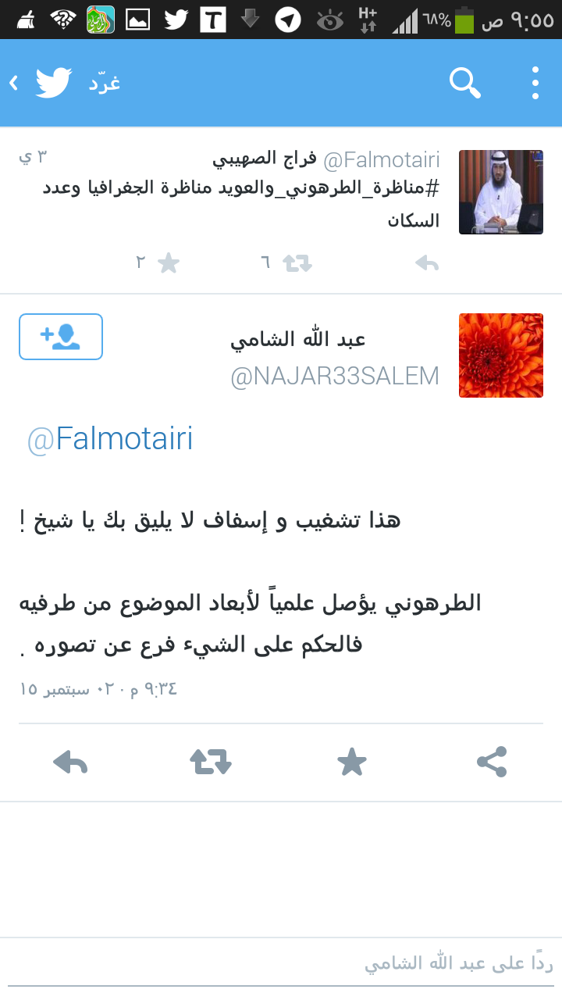 ٩:٥٥ ص ٦٨% H+
غرّد
فراج الصهيبي @Falmotairi ٣ ي
#مناظرة_الطرهوني_والعويد مناظرة الجغرافيا وعدد
السكان
٦ ٢
عبد الله الشامي
@NAJAR33SALEM
@Falmotairi
هذا تشغيب و إسفاف لا يليق بك يا شيخ !
الطرهوني يؤصل علمياً لأبعاد الموضوع من طرفيه
فالحكم على الشيء فرع عن تصوره .
٩:٣٤ م · ٠٢ سبتمبر ١٥
ردًا على عبد الله الشامي